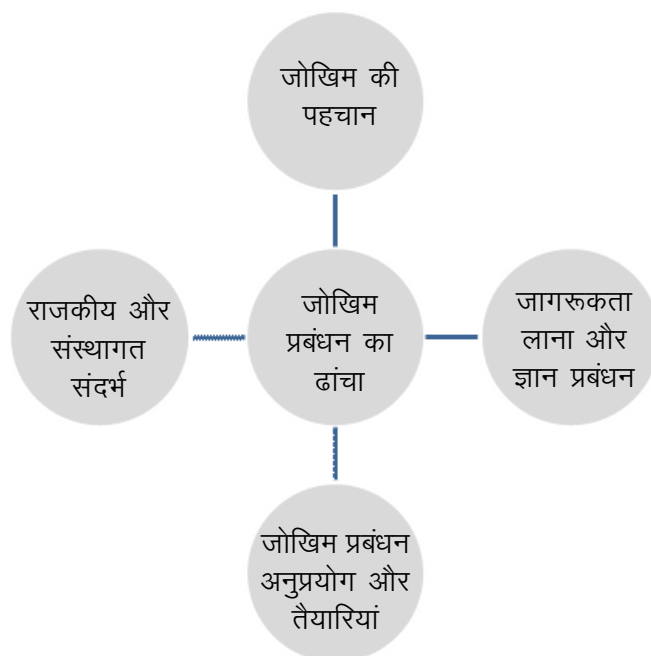 जोखिम की
पहचान
राजकीय और
संस्थागत
संदर्भ
जोखिम
प्रबंधन का
ढांचा
जागरूकता
लाना और
ज्ञान प्रबंधन
जोखिम प्रबंधन
अनुप्रयोग और
तैयारियां